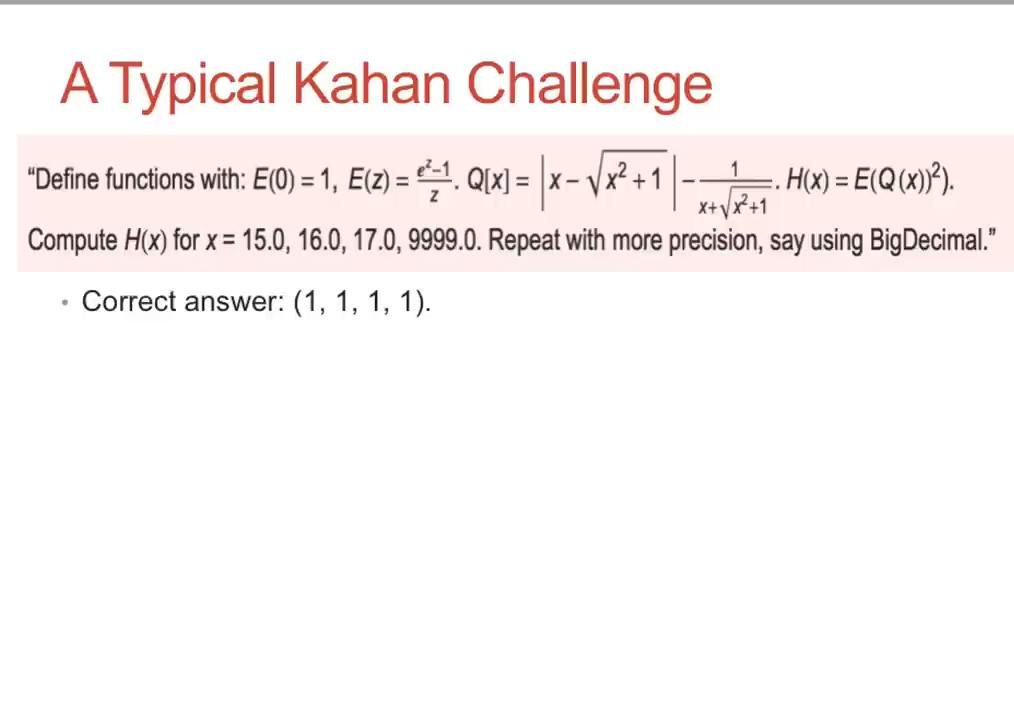 A Typical Kahan Challenge
“Define functions with: E(0) = 1, E(z) = \frac{e^z−1}{z}. Q[x] = |x − √(x²+1)| − \frac{1}{x+√(x²+1)}. H(x) = E(Q(x))²).
Compute H(x) for x = 15.0, 16.0, 17.0, 9999.0. Repeat with more precision, say using BigDecimal.”
• Correct answer: (1, 1, 1, 1).